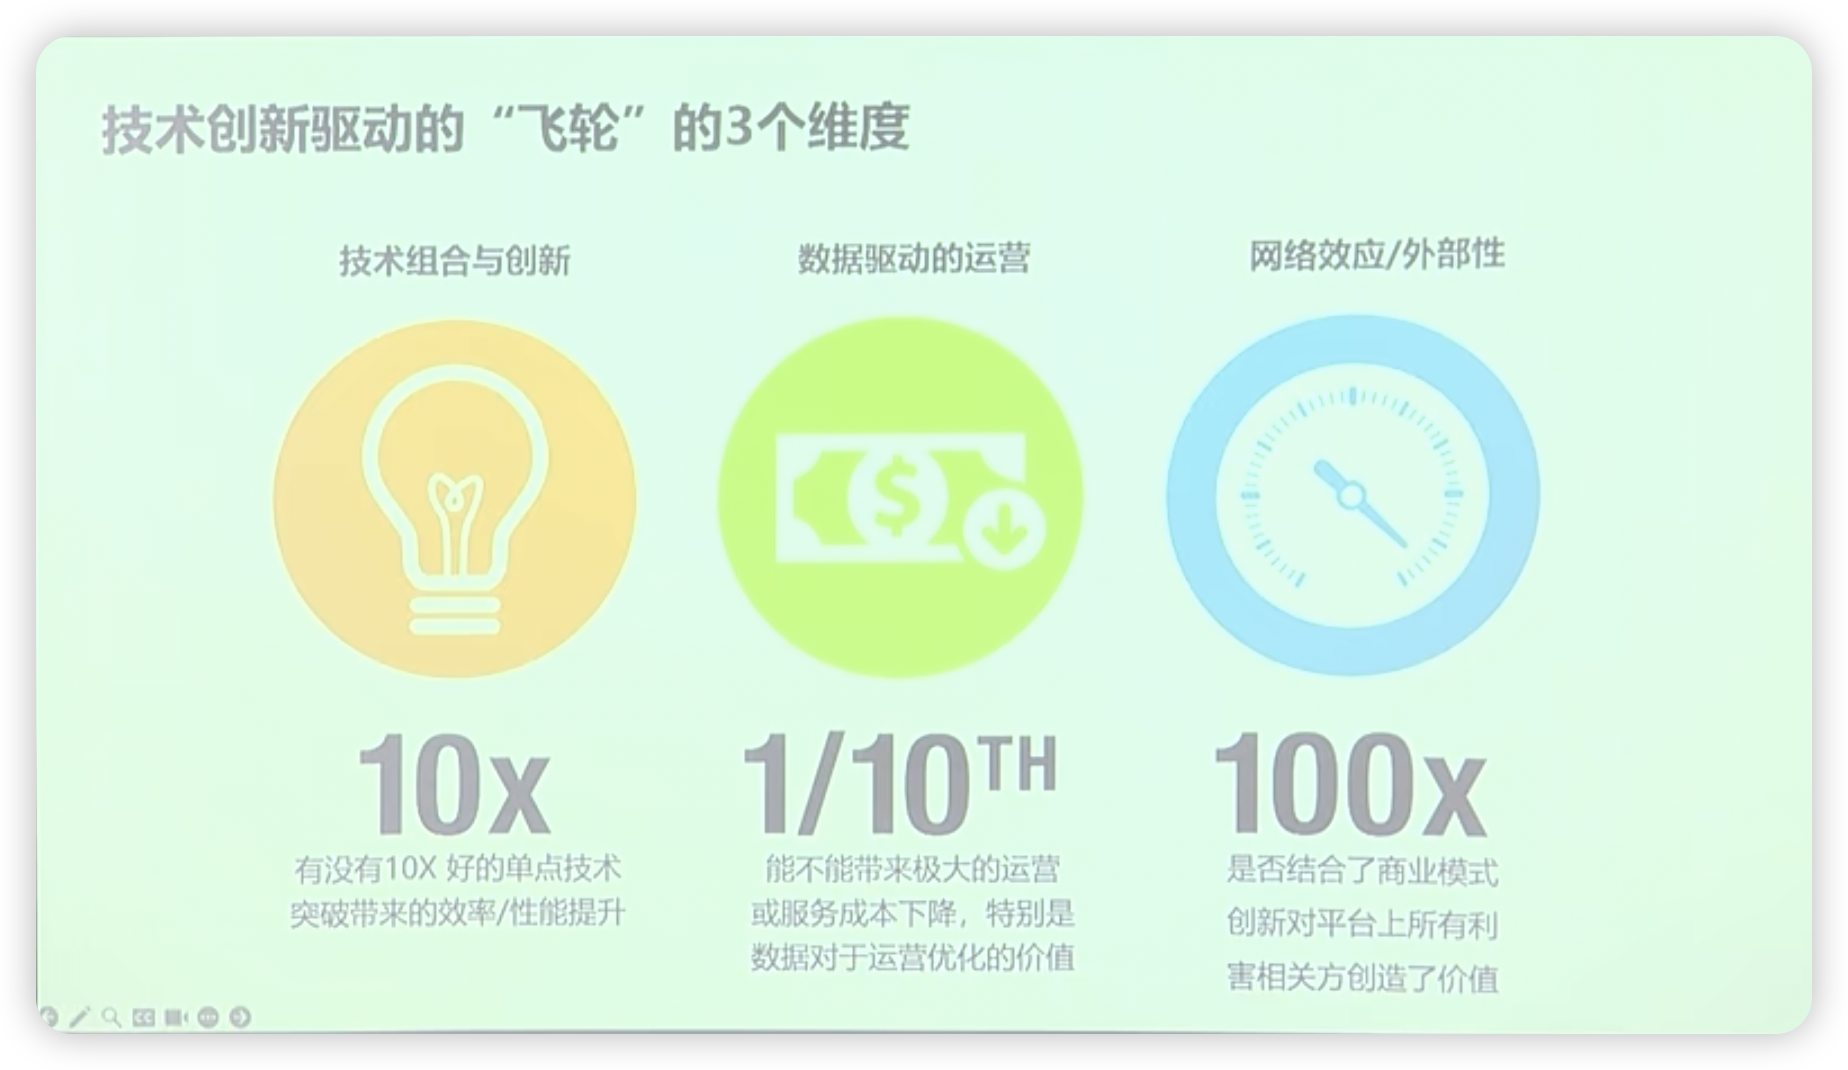 技术创新驱动的“飞轮”的3个维度
技术组合与创新
数据驱动的运营
网络效应/外部性
$
10x
1/10TH
100x
有没有10X 好的单点技术
突破带来的效率/性能提升
能不能带来极大的运营
或服务成本下降，特别是
数据对于运营优化的价值
是否结合了商业模式
创新对平台上所有利
害相关方创造了价值
CC